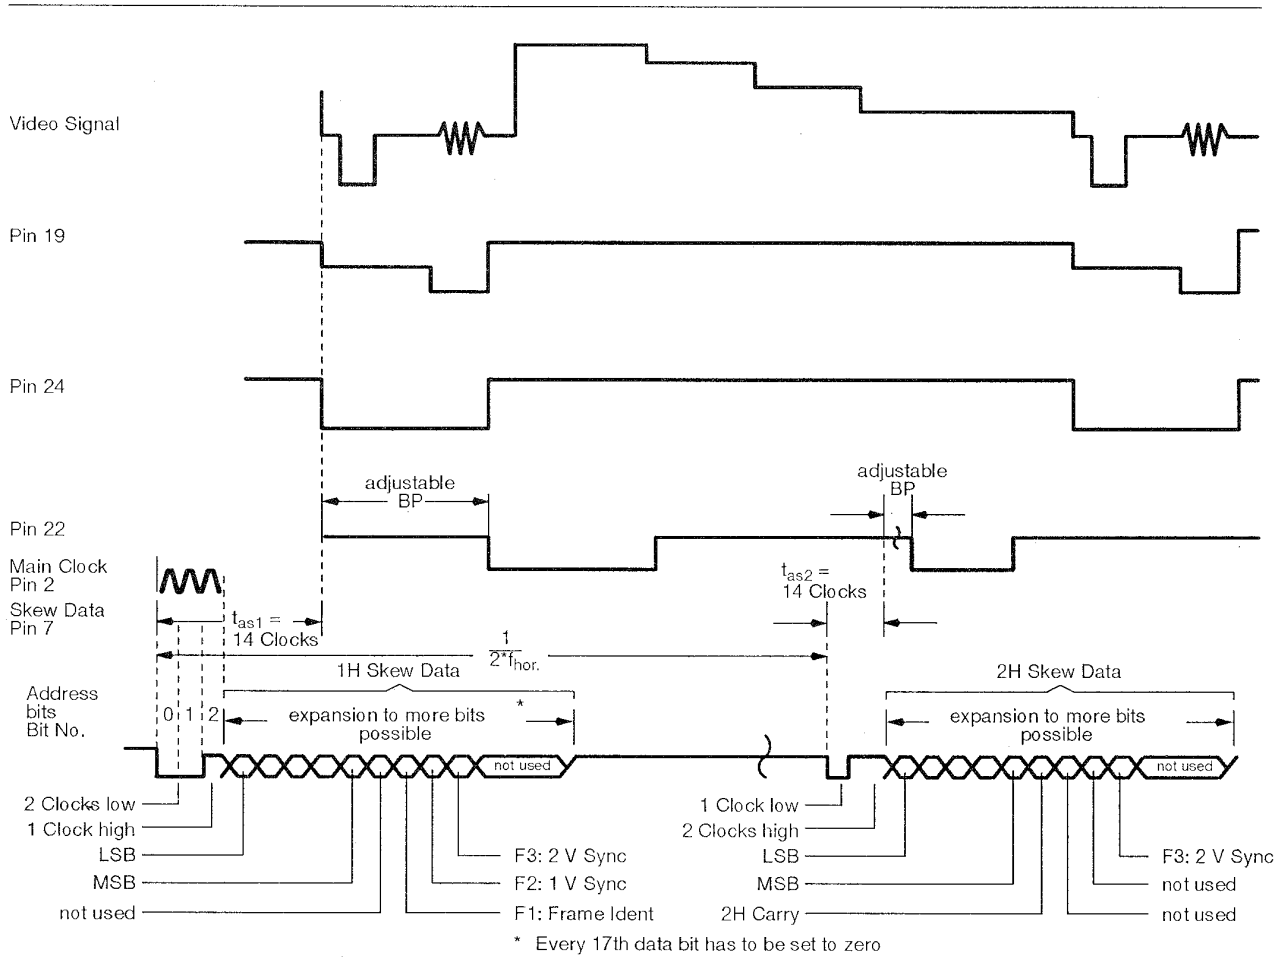 Video Signal
Pin 19
Pin 24
adjustable
BP
adjustable
BP
Pin 22
Main Clock
Pin 2
Skew Data
Pin 7
tas1 =
14 Clocks
tas2 =
14 Clocks
1
2*fhor.
1H Skew Data
2H Skew Data
Address
bits
Bit No.
0 1 2
*
expansion to more bits
possible
expansion to more bits
possible
not used
not used
2 Clocks low
1 Clock high
LSB
MSB
not used
F3: 2 V Sync
F2: 1 V Sync
F1: Frame Ident
1 Clock low
2 Clocks high
LSB
MSB
2H Carry
F3: 2 V Sync
not used
not used
* Every 17th data bit has to be set to zero